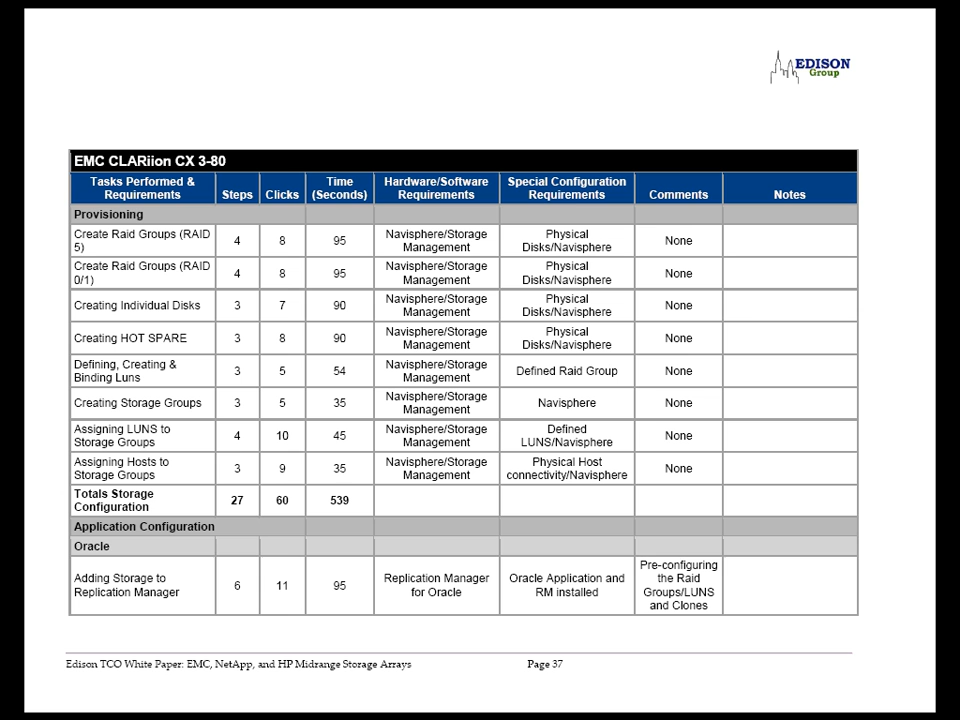 EDISON
Group
EMC CLARiion CX 3-80
Tasks Performed & Requirements Steps Clicks Time (Seconds) Hardware/Software Requirements Special Configuration Requirements Comments Notes
Provisioning
Create Raid Groups (RAID 5) 4 8 95 Navisphere/Storage Management Physical Disks/Navisphere None
Create Raid Groups (RAID 0/1) 4 8 95 Navisphere/Storage Management Physical Disks/Navisphere None
Creating Individual Disks 3 7 90 Navisphere/Storage Management Physical Disks/Navisphere None
Creating HOT SPARE 3 8 90 Navisphere/Storage Management Physical Disks/Navisphere None
Defining, Creating & Binding Luns 3 5 54 Navisphere/Storage Management Defined Raid Group None
Creating Storage Groups 3 5 35 Navisphere/Storage Management Navisphere None
Assigning LUNS to Storage Groups 4 10 45 Navisphere/Storage Management Defined LUNS/Navisphere None
Assigning Hosts to Storage Groups 3 9 35 Navisphere/Storage Management Physical Host connectivity/Navisphere None
Totals Storage Configuration 27 60 539
Application Configuration
Oracle
Adding Storage to Replication Manager 6 11 95 Replication Manager for Oracle Oracle Application and RM installed Pre-configuring the Raid Groups/LUNS and Clones
Edison TCO White Paper: EMC, NetApp, and HP Midrange Storage Arrays Page 37